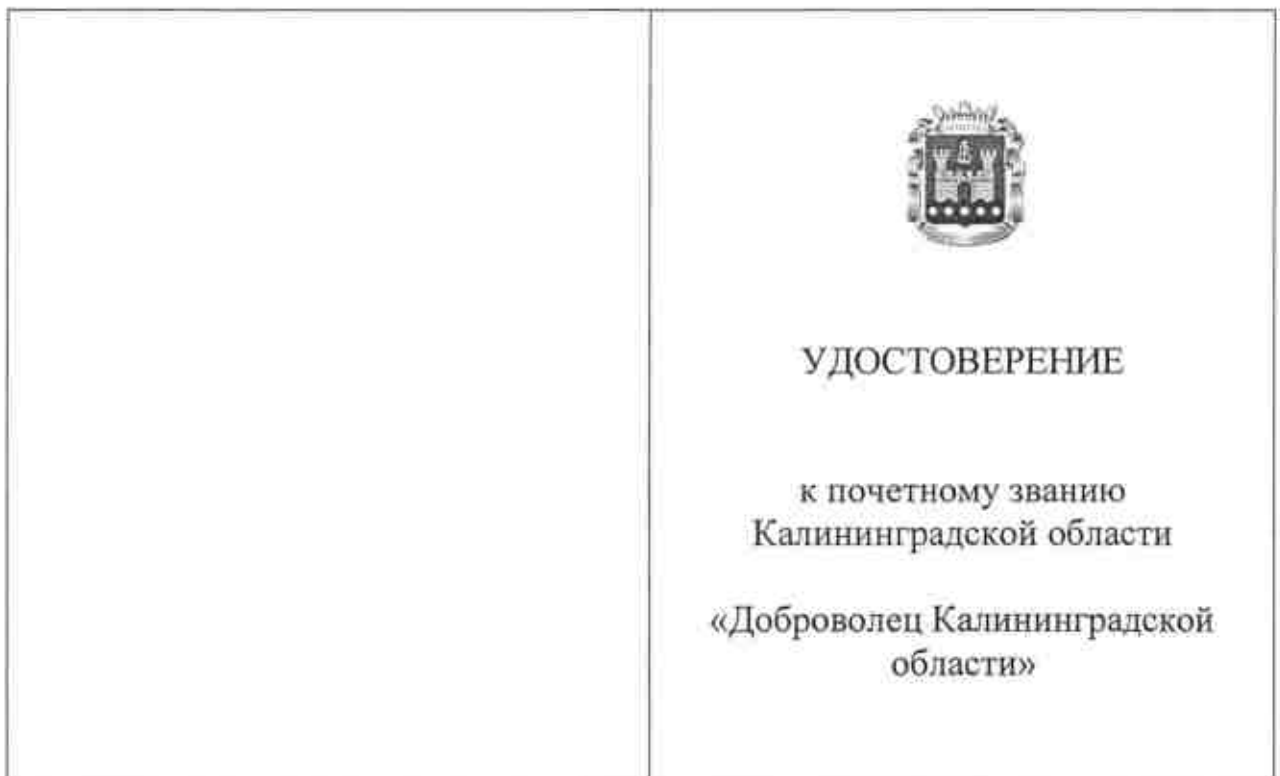 УДОСТОВЕРЕНИЕ
к почетному званию
Калининградской области
«Доброволец Калининградской
области»